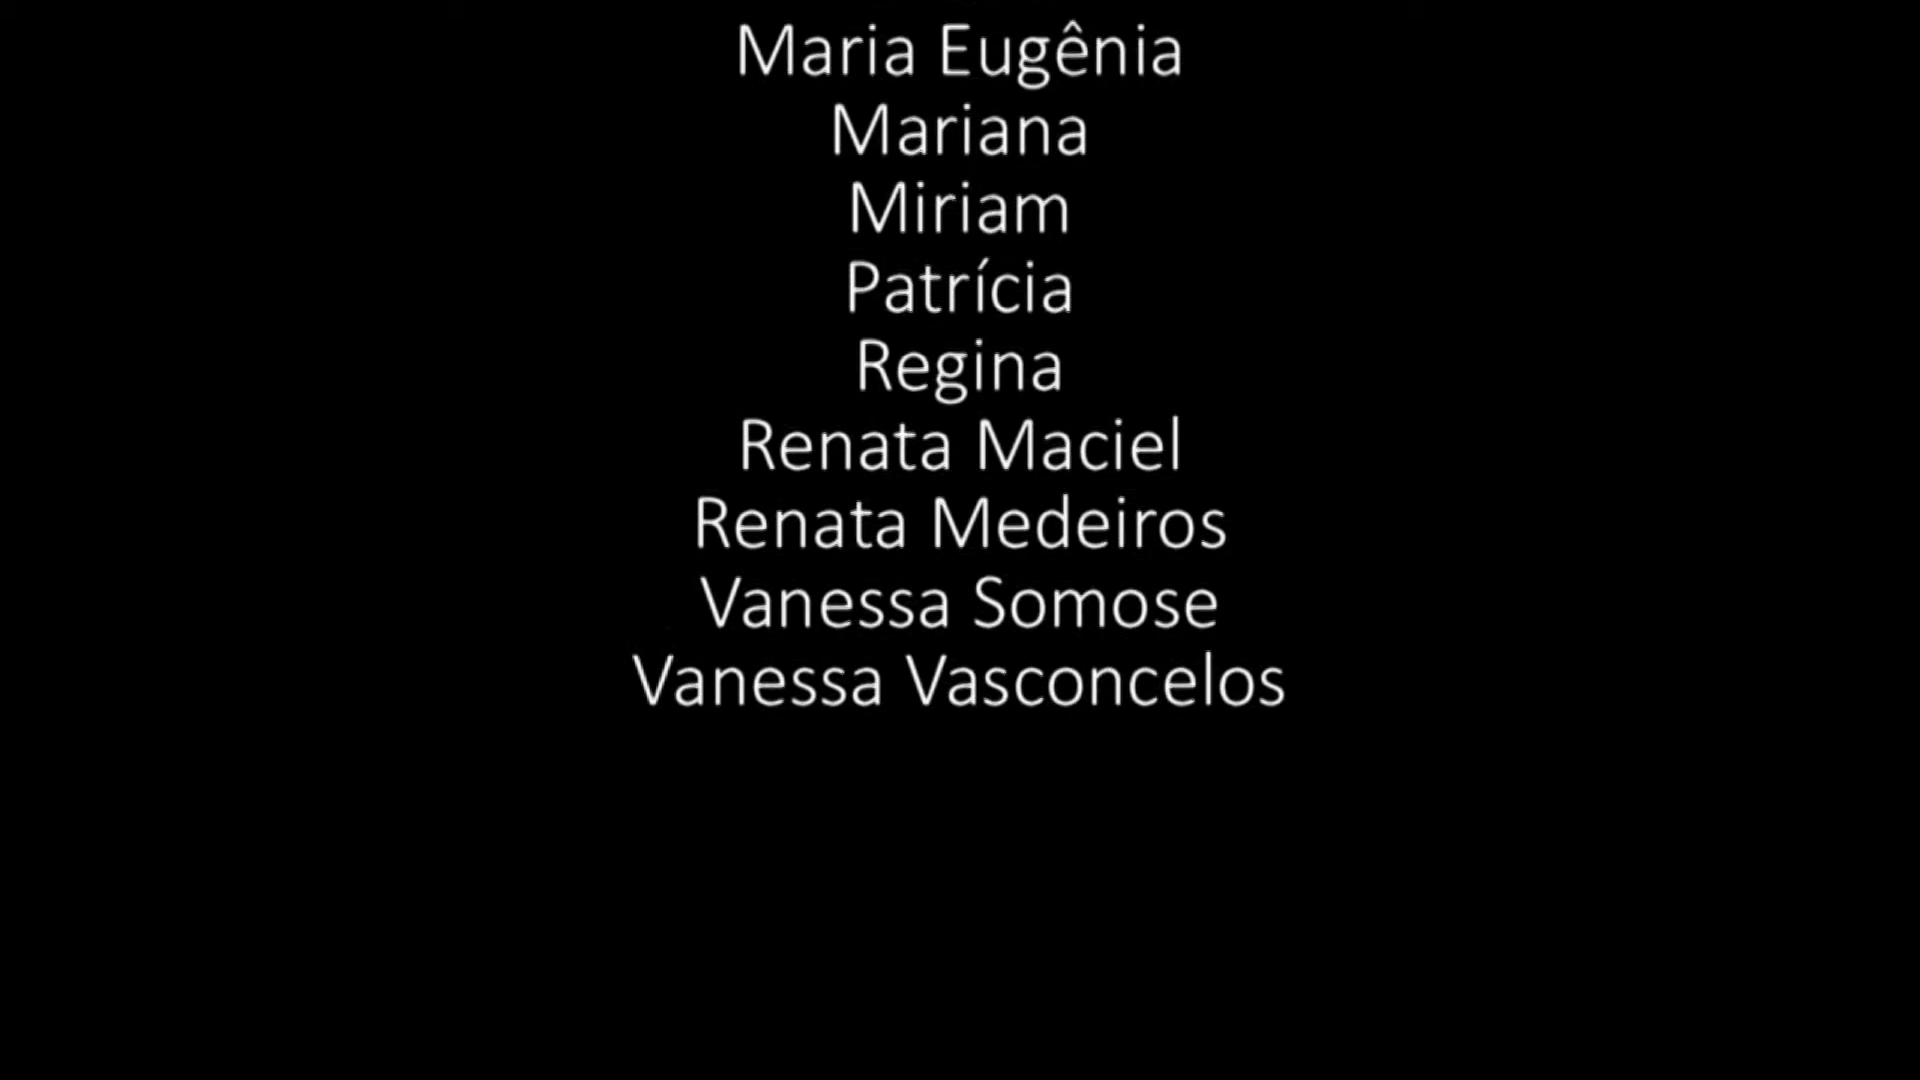 Maria Eugênia
Mariana
Miriam
Patrícia
Regina
Renata Maciel
Renata Medeiros
Vanessa Somose
Vanessa Vasconcelos